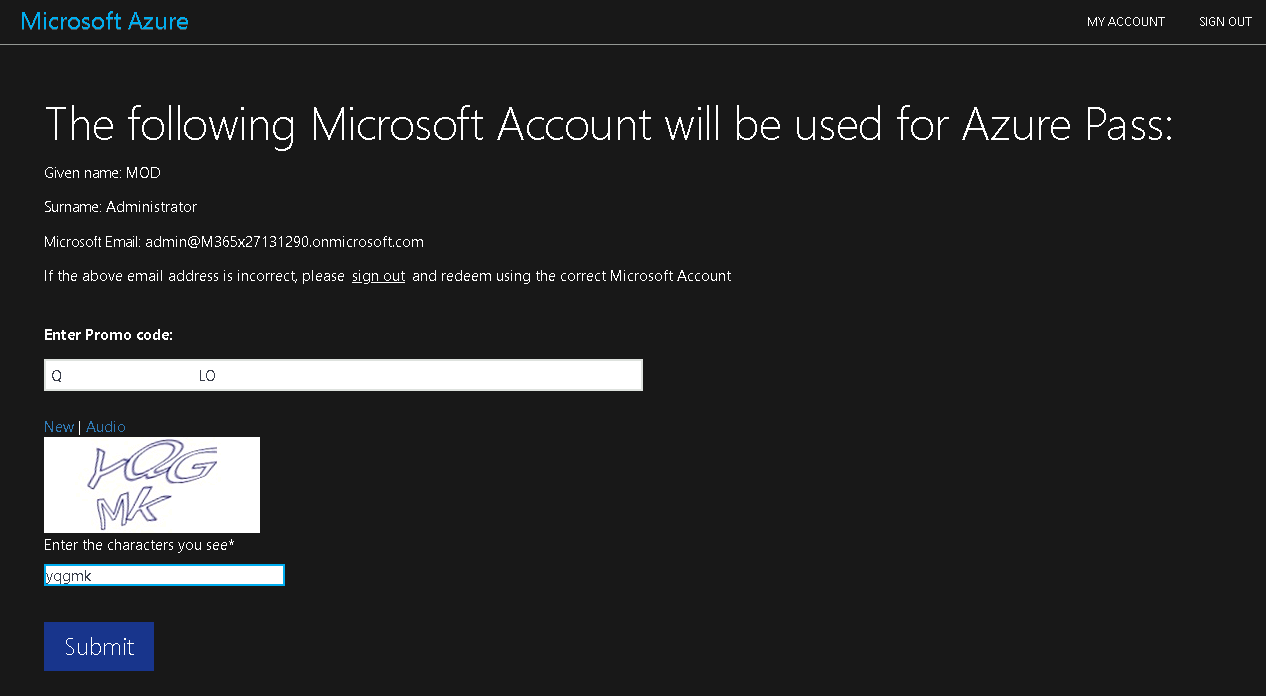 Microsoft Azure
MY ACCOUNT SIGN OUT
The following Microsoft Account will be used for Azure Pass:
Given name: MOD
Surname: Administrator
Microsoft Email: admin@M365x27131290.onmicrosoft.com
If the above email address is incorrect, please sign out and redeem using the correct Microsoft Account
Enter Promo code:
Q LO
New | Audio
YQG
MK
Enter the characters you see*
yqgmk
Submit